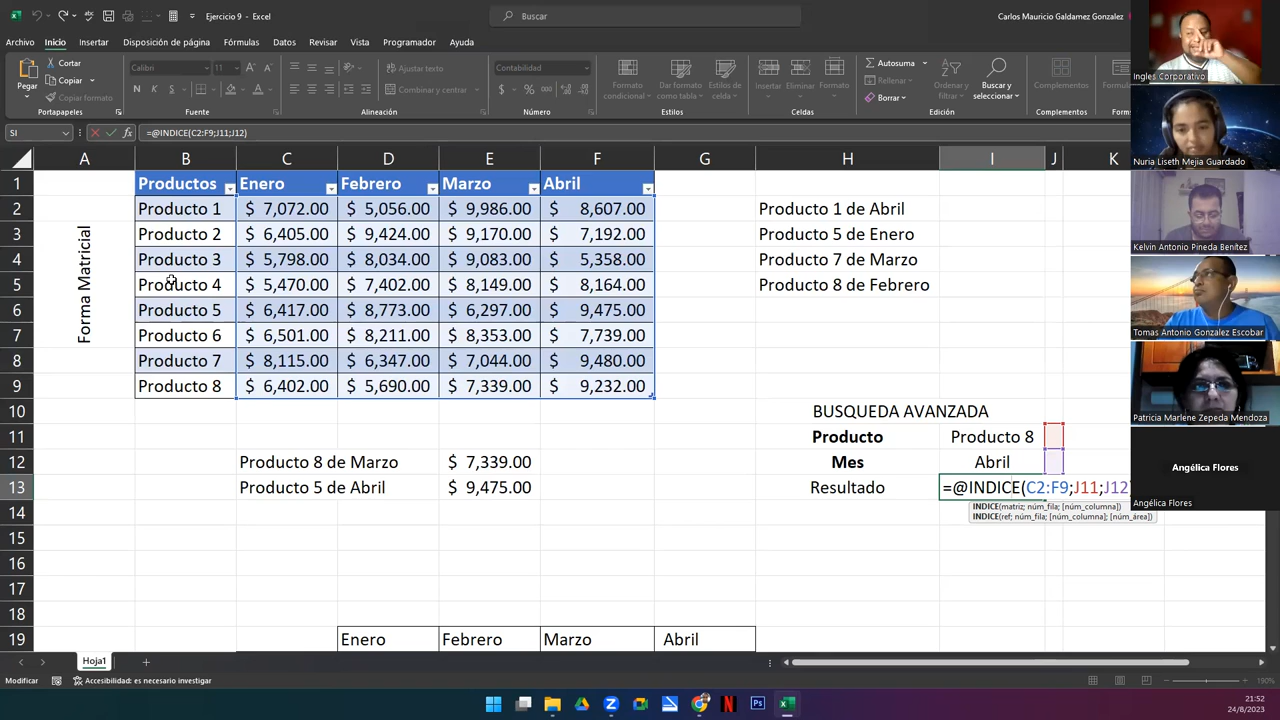 Ejercicio 9 - Excel
Buscar
Carlos Mauricio Galdamez Gonzalez
Archivo Inicio Insertar Disposición de página Fórmulas Datos Revisar Vista Programador Ayuda
Pegar
Cortar
Copiar
Copiar formato
Portapapeles
Calibri 11
N K S
Fuente
Ajustar texto
Combinar y centrar
Alineación
Contabilidad
Número
Formato condicional
Dar formato como tabla
Estilos de celda
Estilos
Insertar Eliminar Formato
Celdas
Autosuma
Rellenar
Borrar
Ordenar y filtrar
Buscar y seleccionar
Edición
SI
=@INDICE(C2:F9;J11;J12)
A B C D E F G H I J K
1 Productos Enero Febrero Marzo Abril
2 Producto 1 $ 7,072.00 $ 5,056.00 $ 9,986.00 $ 8,607.00 Producto 1 de Abril
3 Producto 2 $ 6,405.00 $ 9,424.00 $ 9,170.00 $ 7,192.00 Producto 5 de Enero
4 Producto 3 $ 5,798.00 $ 8,034.00 $ 9,083.00 $ 5,358.00 Producto 7 de Marzo
5 Producto 4 $ 5,470.00 $ 7,402.00 $ 8,149.00 $ 8,164.00 Producto 8 de Febrero
6 Producto 5 $ 6,417.00 $ 8,773.00 $ 6,297.00 $ 9,475.00
7 Producto 6 $ 6,501.00 $ 8,211.00 $ 8,353.00 $ 7,739.00
8 Producto 7 $ 8,115.00 $ 6,347.00 $ 7,044.00 $ 9,480.00
9 Producto 8 $ 6,402.00 $ 5,690.00 $ 7,339.00 $ 9,232.00
Forma Matricial
10 BUSQUEDA AVANZADA
11 Producto Producto 8
12 Producto 8 de Marzo $ 7,339.00 Mes Abril
13 Producto 5 de Abril $ 9,475.00 Resultado =@INDICE(C2:F9;J11;J12)
INDICE(matriz; núm_fila; [núm_columna])
INDICE(ref; núm_fila; [núm_columna]; [núm_área])
14
15
16
17
18
19 Enero Febrero Marzo Abril
Hoja1
Modificar
Accesibilidad: es necesario investigar
190%
21:52
24/8/2023
Ingles Corporativo
Nuria Liseth Mejia Guardado
Kelvin Antonio Pineda Benítez
Tomas Antonio Gonzalez Escobar
Patricia Marlene Zepeda Mendoza
Angélica Flores
Angélica Flores